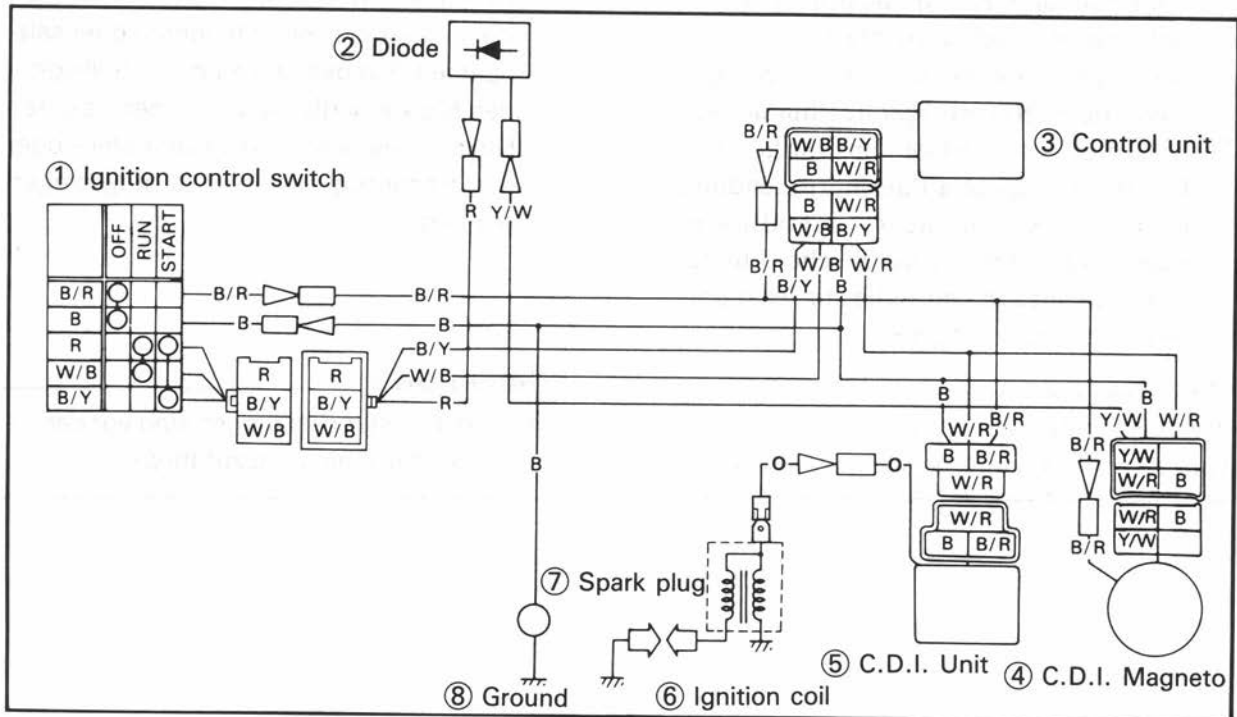 ② Diode
③ Control unit
B/R
W/B B/Y
B W/R
B W/R
W/B B/Y
① Ignition control switch
R Y/W
OFF RUN START
B/R W/B W/R
B/Y B
B/R B/R B/R
B B B
R B/Y
W/B W/B
B/Y R
R R
B/Y B/Y
W/B W/B
B B/R B
W/R Y/W W/R
B/R
B B/R Y/W
W/R W/R B
B
O O
W/R W/R B
B B/R Y/W
B/R
⑦ Spark plug
⑤ C.D.I. Unit ④ C.D.I. Magneto
⑧ Ground ⑥ Ignition coil